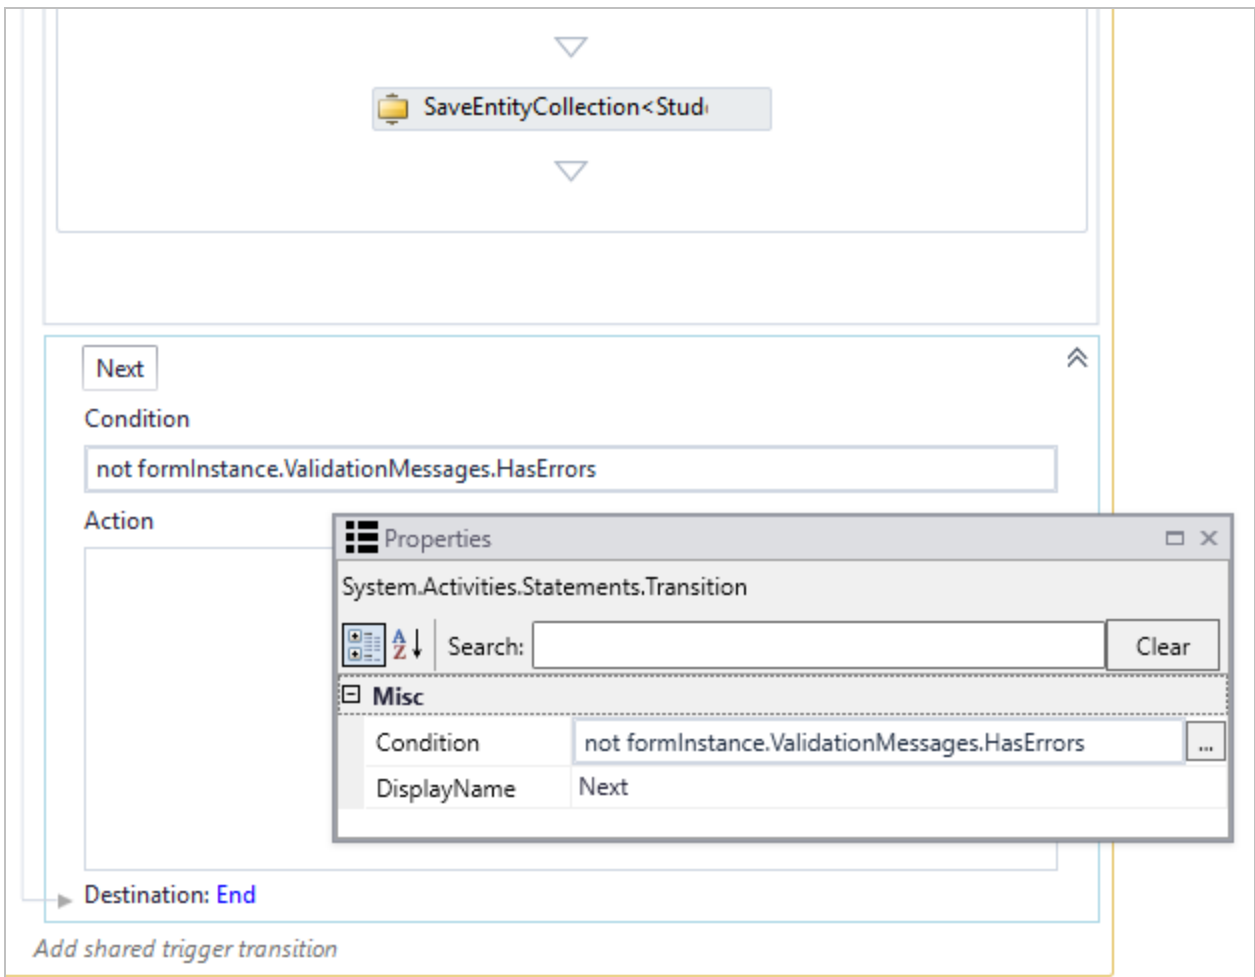 SaveEntityCollection<Stud
Next
Condition
not formInstance.ValidationMessages.HasErrors
Action
Properties
System.Activities.Statements.Transition
Search:
Clear
Misc
Condition not formInstance.ValidationMessages.HasErrors ...
DisplayName Next
Destination: End
Add shared trigger transition